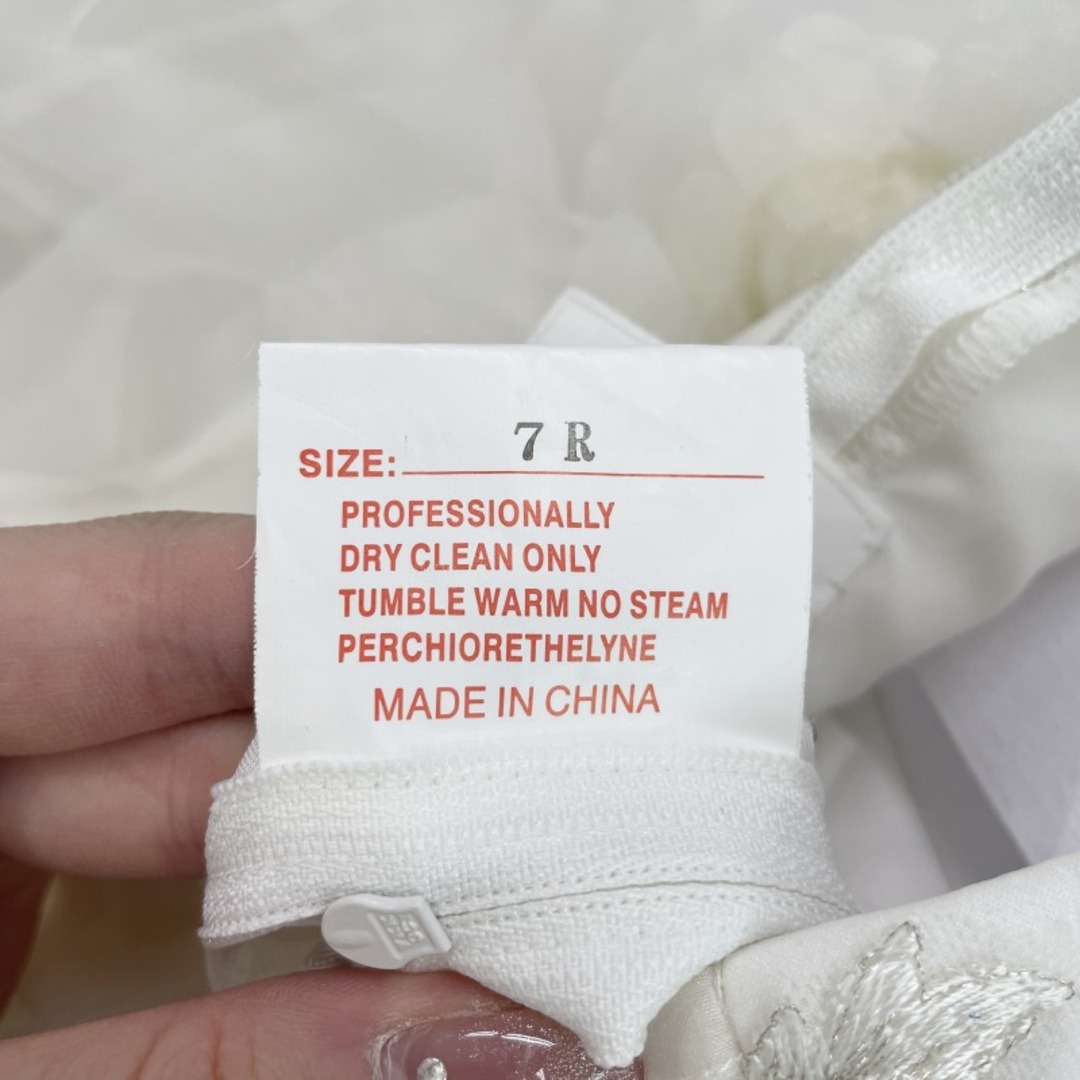 SIZE: 7 R
PROFESSIONALLY
DRY CLEAN ONLY
TUMBLE WARM NO STEAM
PERCHIORETHELYNE
MADE IN CHINA